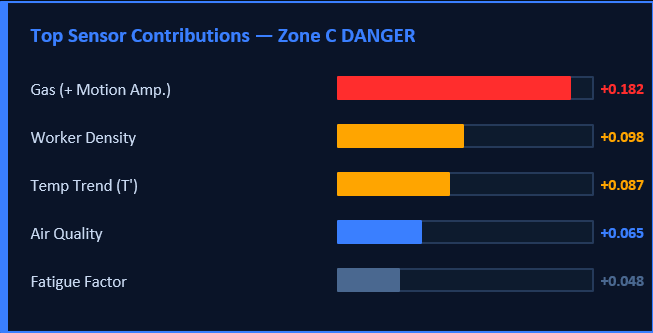 Top Sensor Contributions — Zone C DANGER
Gas (+ Motion Amp.) +0.182
Worker Density +0.098
Temp Trend (T') +0.087
Air Quality +0.065
Fatigue Factor +0.048